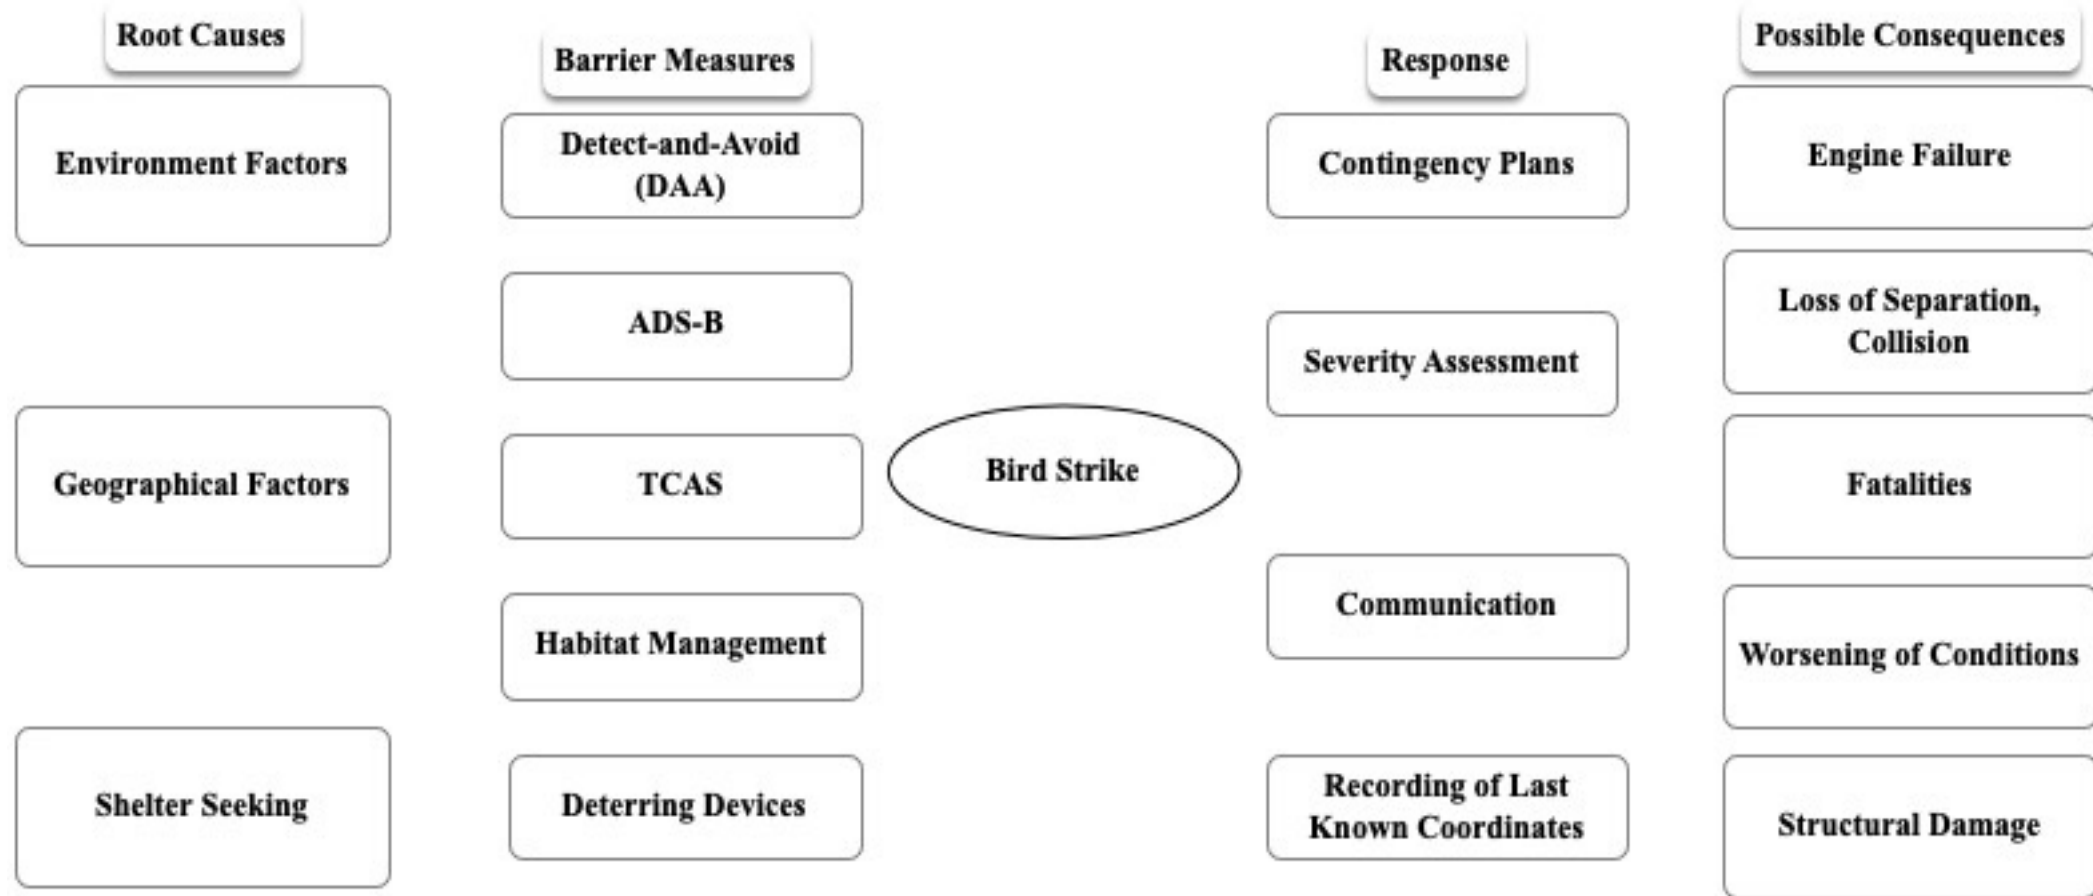 Root Causes
Barrier Measures
Response
Possible Consequences
Environment Factors
Geographical Factors
Shelter Seeking
Detect-and-Avoid
(DAA)
ADS-B
TCAS
Habitat Management
Deterring Devices
Bird Strike
Contingency Plans
Severity Assessment
Communication
Recording of Last
Known Coordinates
Engine Failure
Loss of Separation,
Collision
Fatalities
Worsening of Conditions
Structural Damage